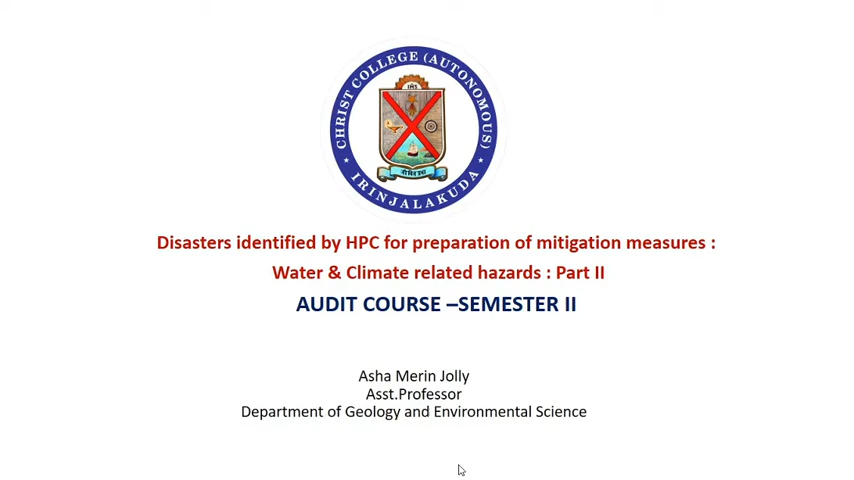 CHRIST COLLEGE (AUTONOMOUS)
IHS
IRINJALAKUDA
Disasters identified by HPC for preparation of mitigation measures :
Water & Climate related hazards : Part II
AUDIT COURSE –SEMESTER II
Asha Merin Jolly
Asst.Professor
Department of Geology and Environmental Science